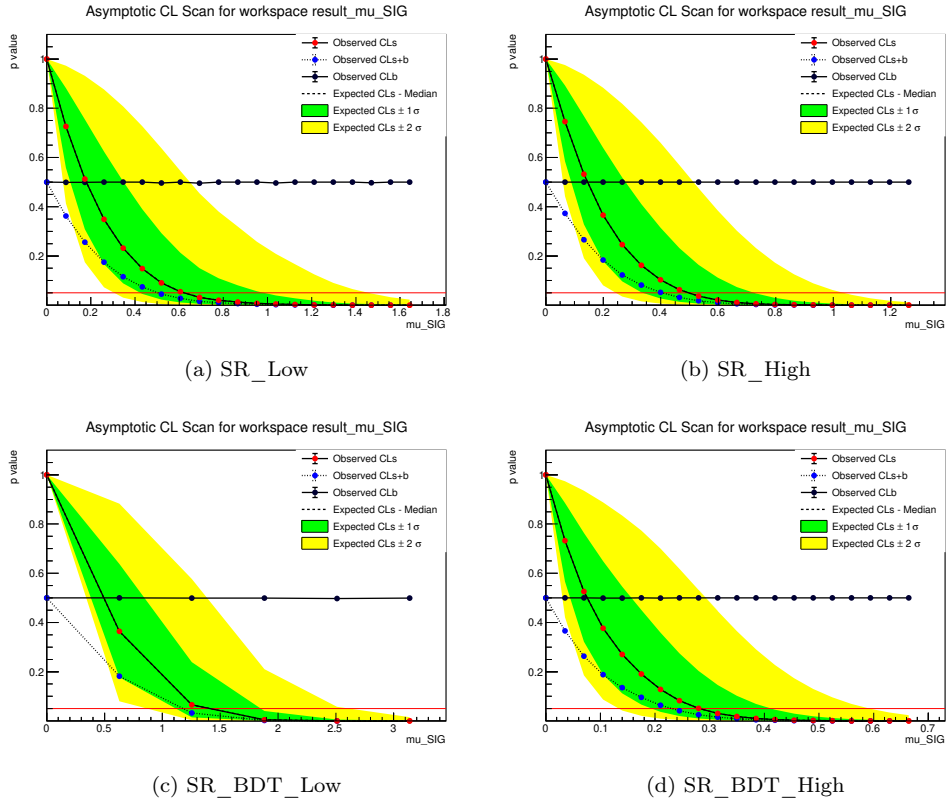 Asymptotic CL Scan for workspace result_mu_SIG
p value
1
0.8
0.6
0.4
0.2
Observed CLs
Observed CLs+b
Observed CLb
Expected CLs - Median
Expected CLs ± 1σ
Expected CLs ± 2 σ
0 0.2 0.4 0.6 0.8 1 1.2 1.4 1.6 1.8
mu_SIG
(a) SR_Low
Asymptotic CL Scan for workspace result_mu_SIG
p value
1
0.8
0.6
0.4
0.2
Observed CLs
Observed CLs+b
Observed CLb
Expected CLs - Median
Expected CLs ± 1σ
Expected CLs ± 2 σ
0 0.2 0.4 0.6 0.8 1 1.2
mu_SIG
(b) SR_High
Asymptotic CL Scan for workspace result_mu_SIG
p value
1
0.8
0.6
0.4
0.2
Observed CLs
Observed CLs+b
Observed CLb
Expected CLs - Median
Expected CLs ± 1σ
Expected CLs ± 2 σ
0 0.5 1 1.5 2 2.5 3
mu_SIG
(c) SR_BDT_Low
Asymptotic CL Scan for workspace result_mu_SIG
p value
1
0.8
0.6
0.4
0.2
Observed CLs
Observed CLs+b
Observed CLb
Expected CLs - Median
Expected CLs ± 1σ
Expected CLs ± 2 σ
0 0.1 0.2 0.3 0.4 0.5 0.6 0.7
mu_SIG
(d) SR_BDT_High